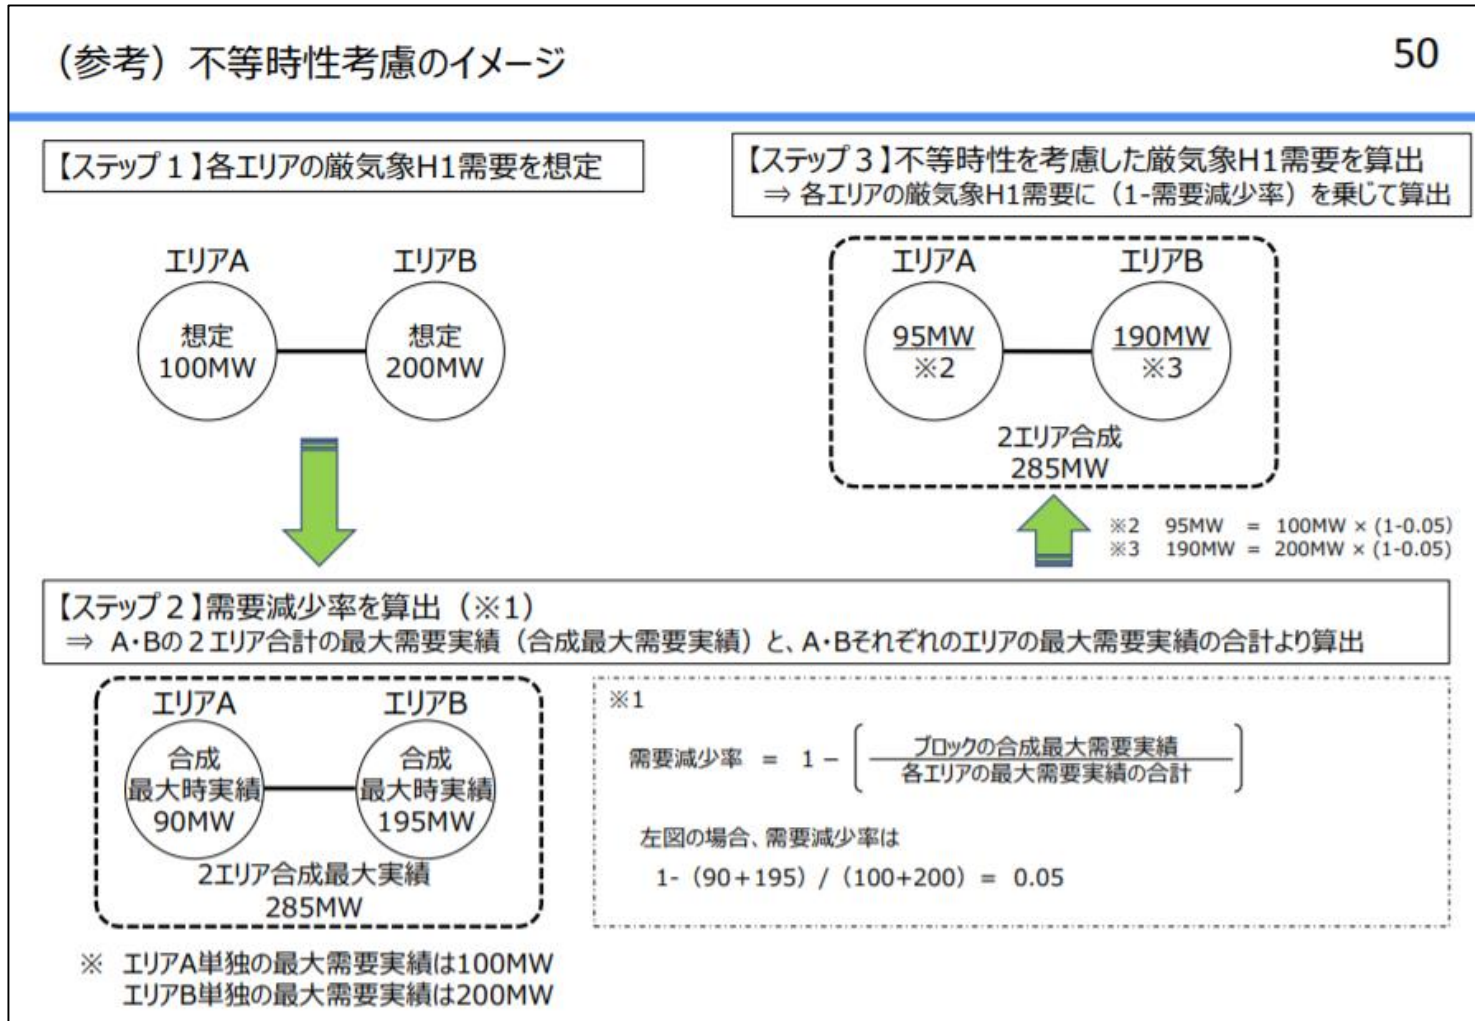 （参考）不等時性考慮のイメージ
50
【ステップ１】各エリアの厳気象H1需要を想定
エリアA
エリアB
想定
100MW
想定
200MW
【ステップ３】不等時性を考慮した厳気象H1需要を算出
⇒ 各エリアの厳気象H1需要に（1-需要減少率）を乗じて算出
エリアA
エリアB
95MW
※2
190MW
※3
2エリア合成
285MW
※2 95MW = 100MW × (1-0.05)
※3 190MW = 200MW × (1-0.05)
【ステップ２】需要減少率を算出（※1）
⇒ A・Bの２エリア合計の最大需要実績（合成最大需要実績）と、A・Bそれぞれのエリアの最大需要実績の合計より算出
エリアA
エリアB
合成
最大時実績
90MW
合成
最大時実績
195MW
2エリア合成最大実績
285MW
※ エリアA単独の最大需要実績は100MW
エリアB単独の最大需要実績は200MW
※1
ブロックの合成最大需要実績
需要減少率 = 1 −
各エリアの最大需要実績の合計
左図の場合、需要減少率は
1-（90＋195）/（100+200）= 0.05